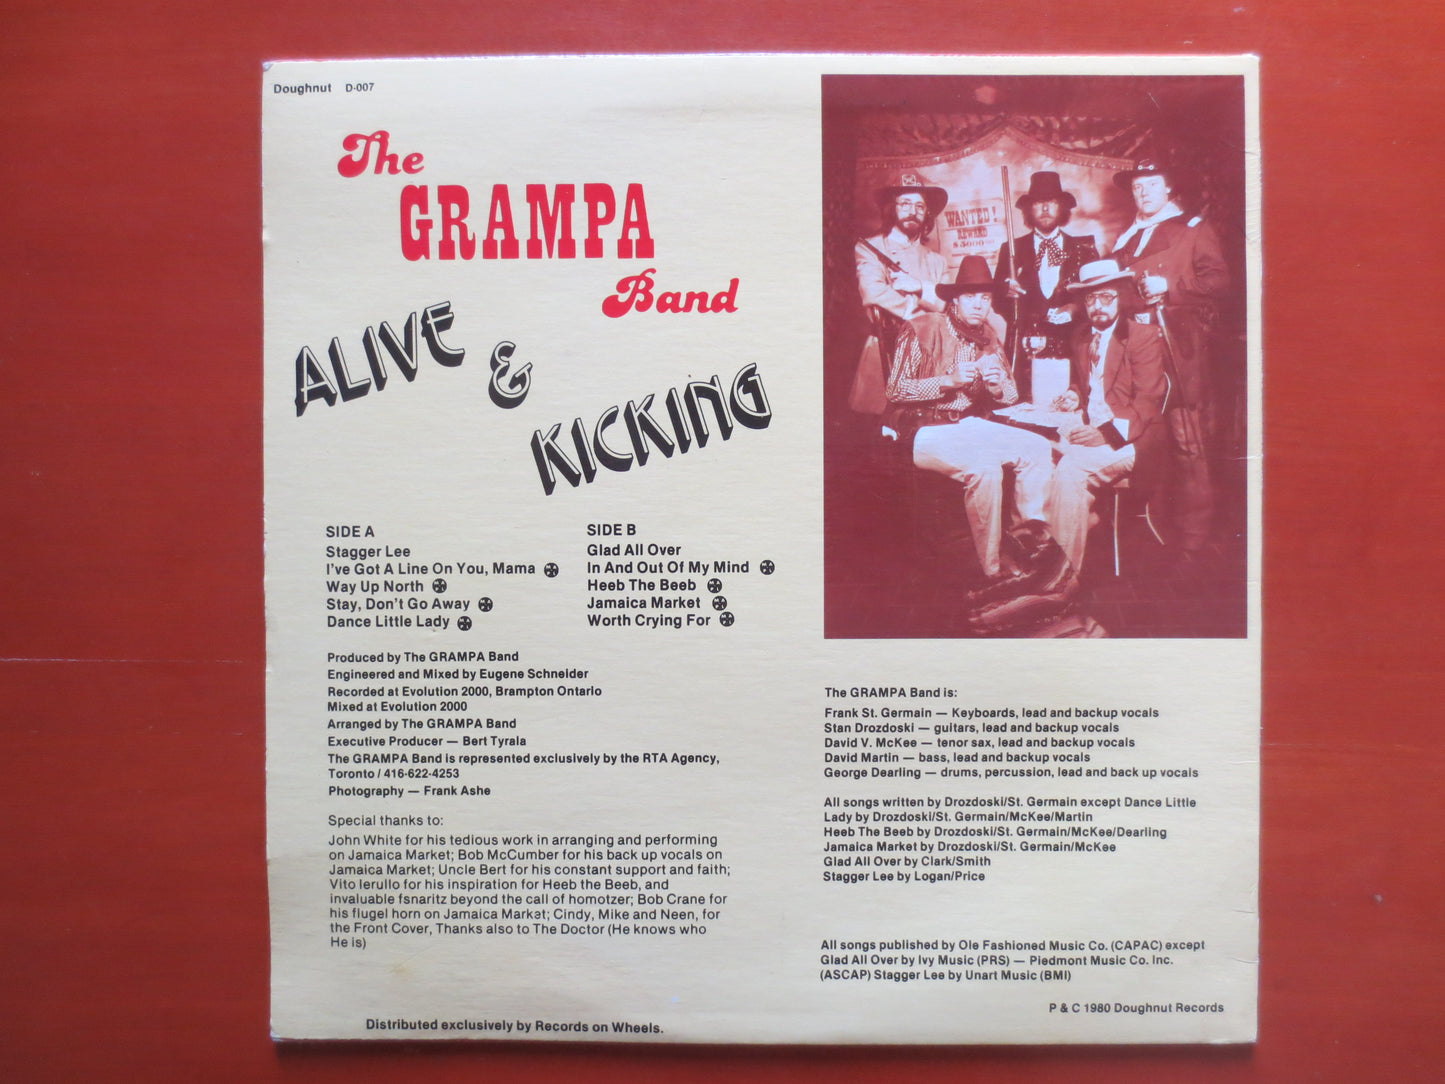 Doughnut D-007
The
GRAMPA
Band
ALIVE
&
KICKING
WANTED!
REWARD
$5000
SIDE A
Stagger Lee
I've Got A Line On You, Mama
Way Up North
Stay, Don't Go Away
Dance Little Lady
SIDE B
Glad All Over
In And Out Of My Mind
Heeb The Beeb
Jamaica Market
Worth Crying For
Produced by The GRAMPA Band
Engineered and Mixed by Eugene Schneider
Recorded at Evolution 2000, Brampton Ontario
Mixed at Evolution 2000
Arranged by The GRAMPA Band
Executive Producer — Bert Tyrala
The GRAMPA Band is represented exclusively by the RTA Agency,
Toronto / 416-622-4253
Photography — Frank Ashe
Special thanks to:
John White for his tedious work in arranging and performing
on Jamaica Market; Bob McCumber for his back up vocals on
Jamaica Market; Uncle Bert for his constant support and faith;
Vito Ierullo for his inspiration for Heeb the Beeb, and
invaluable fsnaritz beyond the call of homotzer; Bob Crane for
his flugel horn on Jamaica Market; Cindy, Mike and Neen, for
the Front Cover, Thanks also to The Doctor (He knows who
He is)
Distributed exclusively by Records on Wheels.
The GRAMPA Band is:
Frank St. Germain — Keyboards, lead and backup vocals
Stan Drozdoski — guitars, lead and backup vocals
David V. McKee — tenor sax, lead and backup vocals
David Martin — bass, lead and backup vocals
George Dearling — drums, percussion, lead and back up vocals
All songs written by Drozdoski/St. Germain except Dance Little
Lady by Drozdoski/St. Germain/McKee/Martin
Heeb The Beeb by Drozdoski/St. Germain/McKee/Dearling
Jamaica Market by Drozdoski/St. Germain/McKee
Glad All Over by Clark/Smith
Stagger Lee by Logan/Price
All songs published by Ole Fashioned Music Co. (CAPAC) except
Glad All Over by Ivy Music (PRS) — Piedmont Music Co. Inc.
(ASCAP) Stagger Lee by Unart Music (BMI)
P & C 1980 Doughnut Records